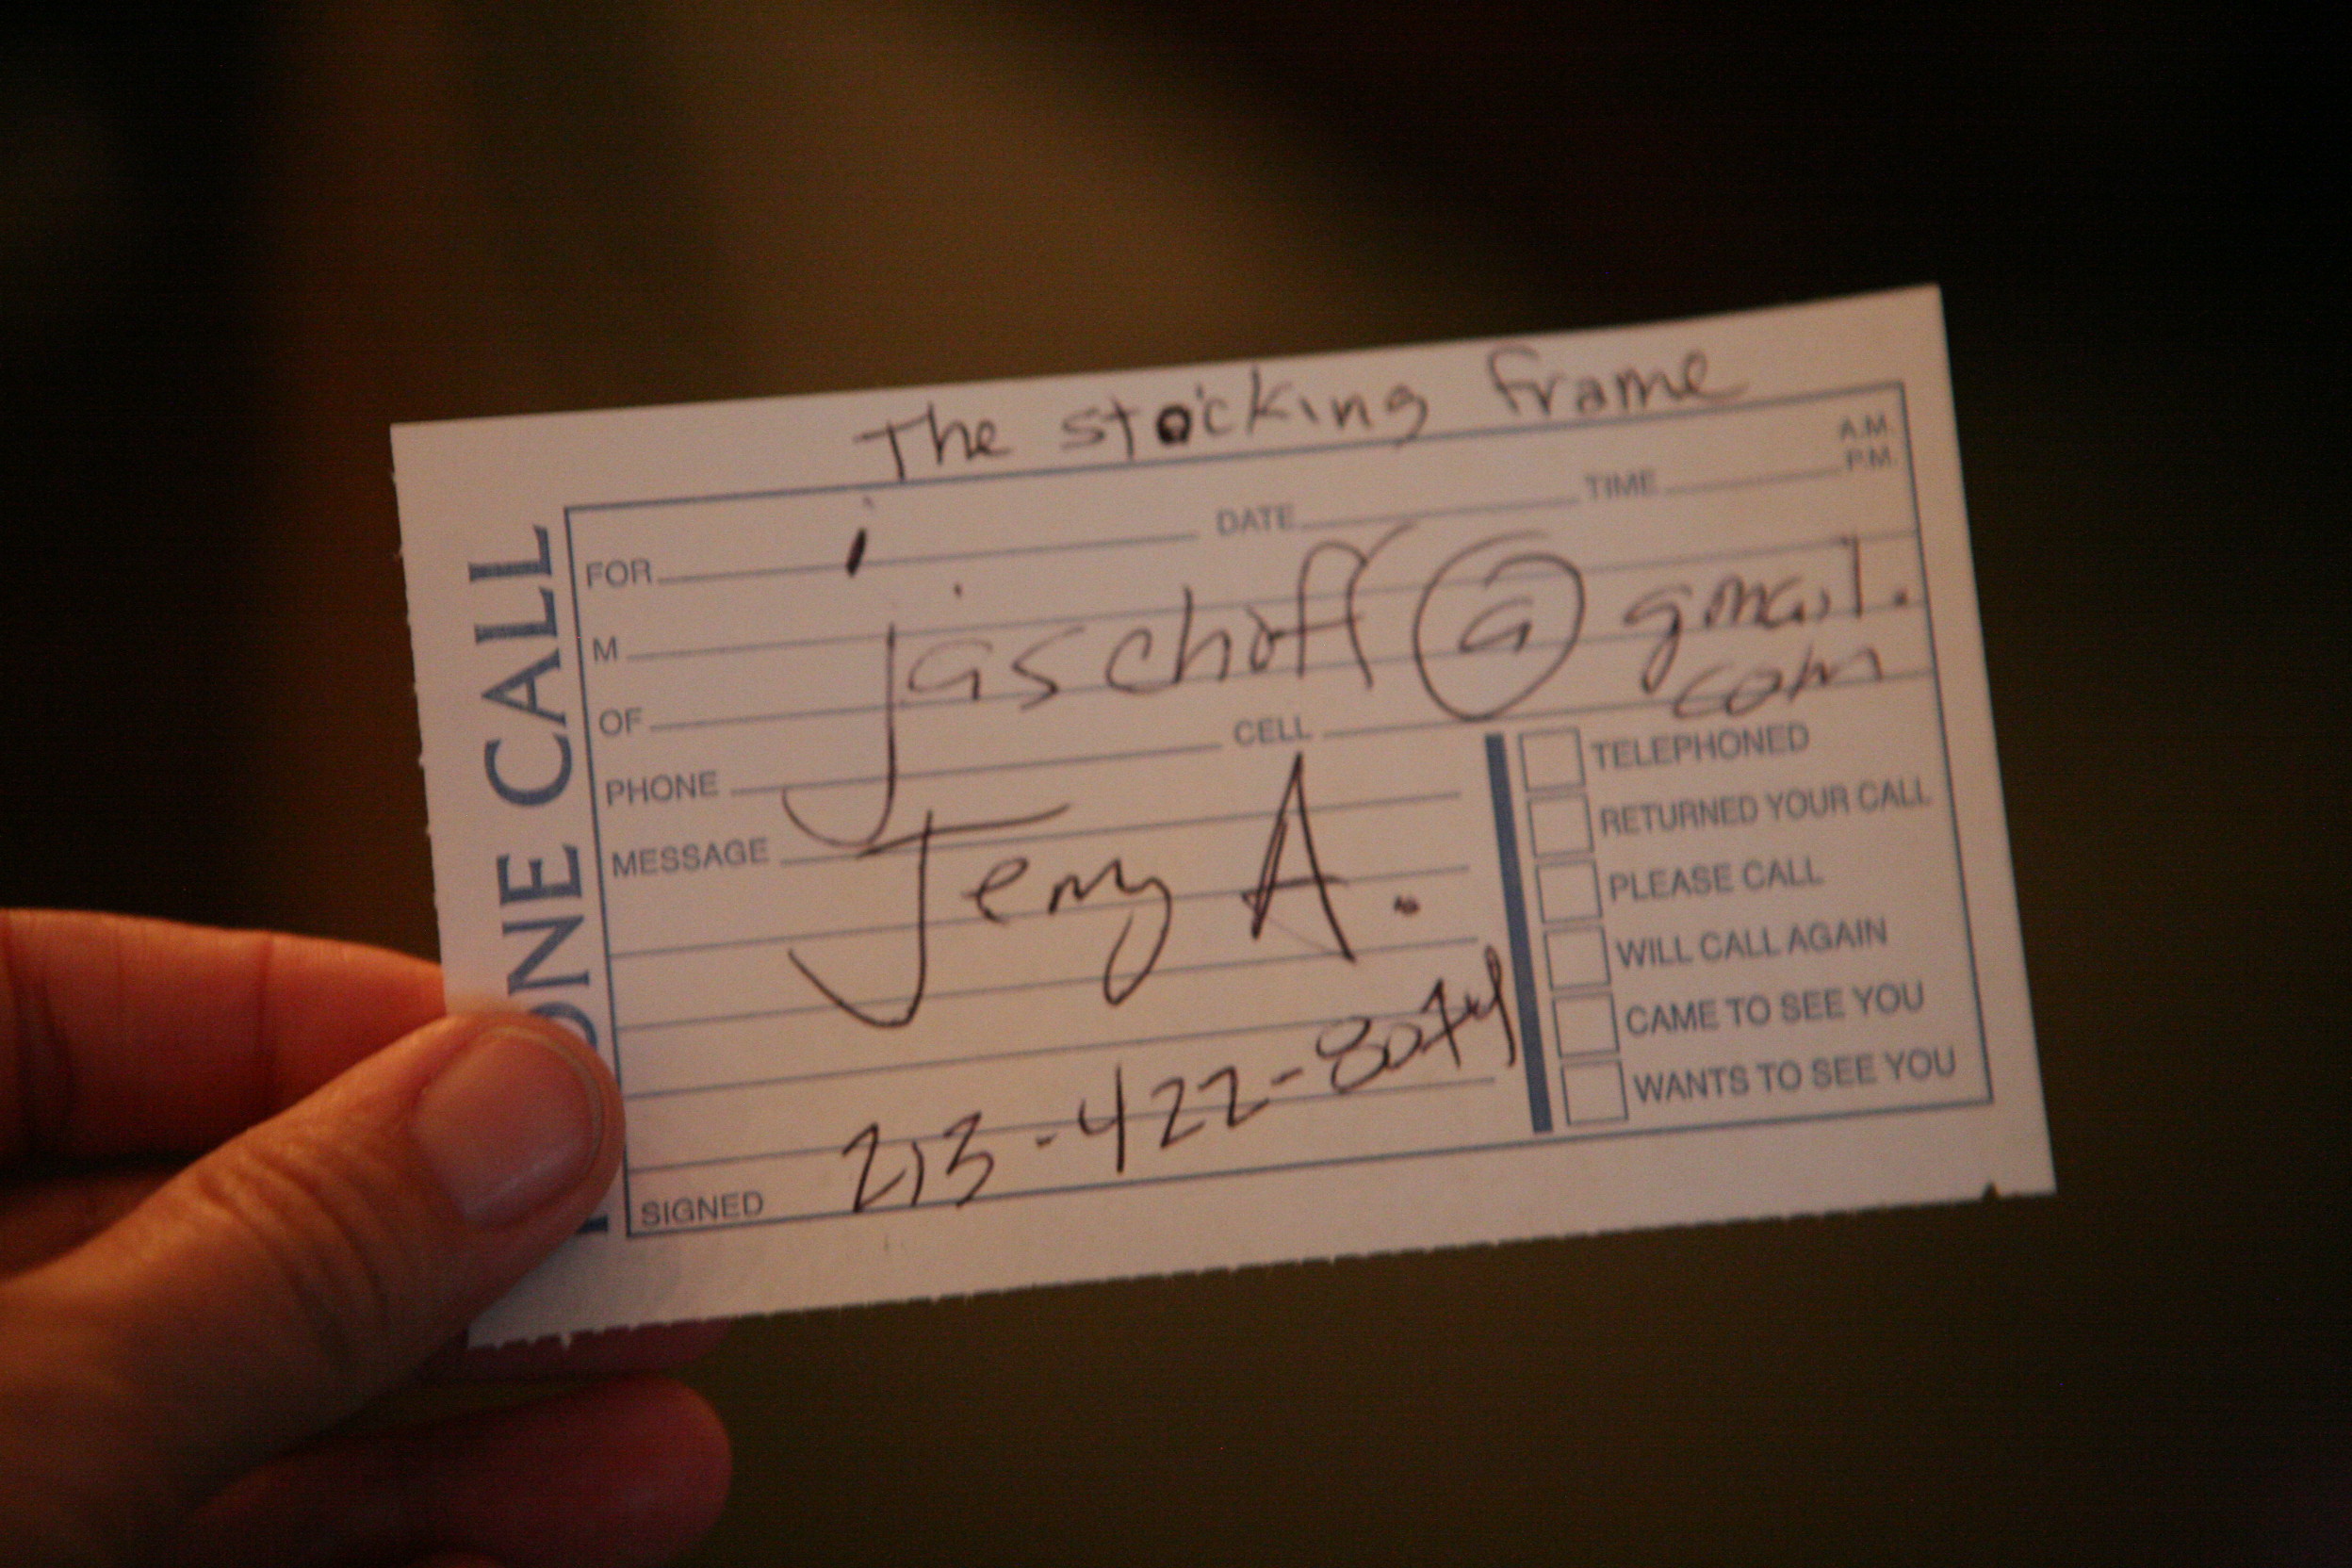 The stocking frame
A.M.
FOR DATE TIME P.M.
M jaschoff@gmail.
com
OF
PHONE CELL
MESSAGE
Jerry A.
213-422-8074
SIGNED
TELEPHONED
RETURNED YOUR CALL
PLEASE CALL
WILL CALL AGAIN
CAME TO SEE YOU
WANTS TO SEE YOU
ONE CALL